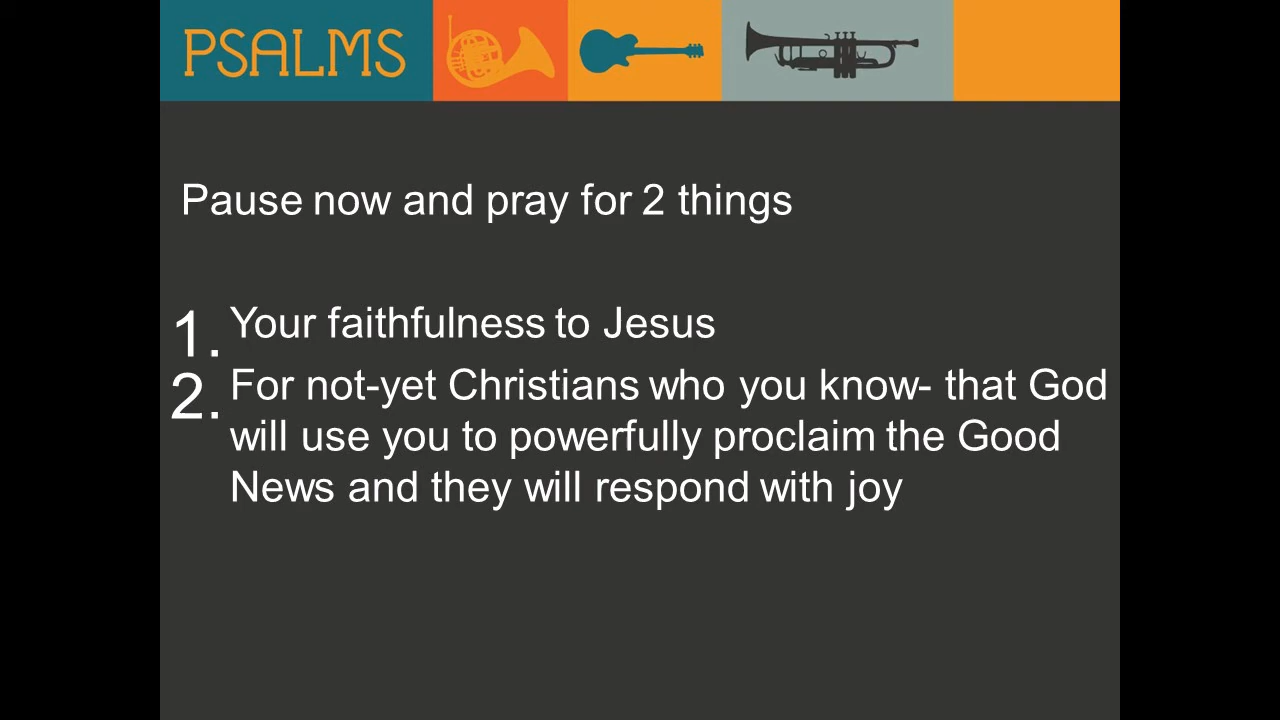 PSALMS
Pause now and pray for 2 things
1. Your faithfulness to Jesus
2. For not-yet Christians who you know- that God
will use you to powerfully proclaim the Good
News and they will respond with joy